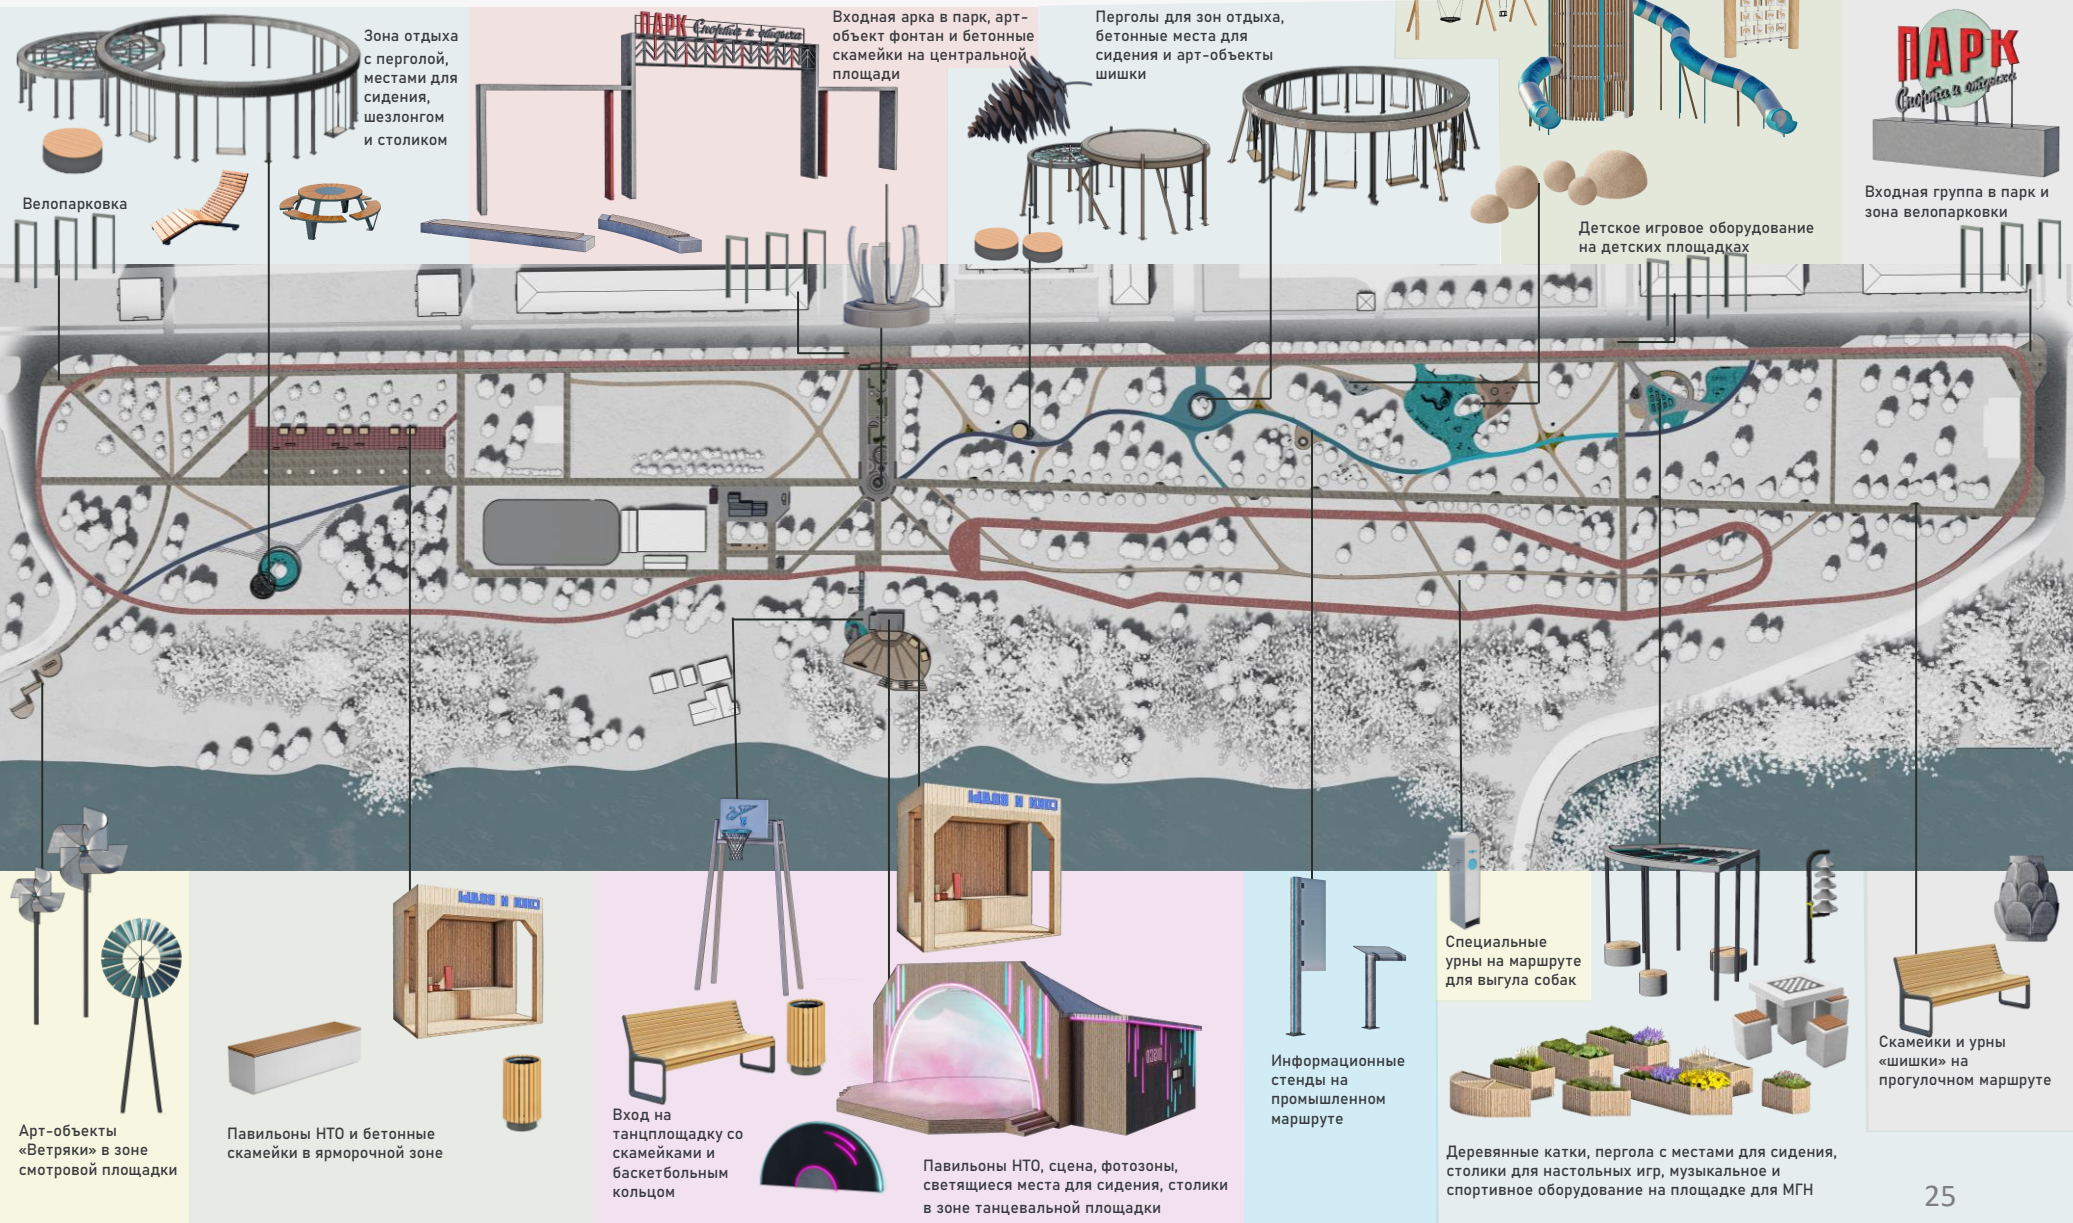 Зона отдыха
с перголой,
местами для
сидения,
шезлонгом
и столиком
Велопарковка
ПАРК
Спорта и отдыха
Входная арка в парк, арт-
объект фонтан и бетонные
скамейки на центральной
площади
Перголы для зон отдыха,
бетонные места для
сидения и арт-объекты
шишки
Детское игровое оборудование
на детских площадках
ПАРК
Спорта и отдыха
Входная группа в парк и
зона велопарковки
Арт-объекты
«Ветряки» в зоне
смотровой площадки
Павильоны НТО и бетонные
скамейки в ярморочной зоне
Вход на
танцплощадку со
скамейками и
баскетбольным
кольцом
Павильоны НТО, сцена, фотозоны,
светящиеся места для сидения, столики
в зоне танцевальной площадки
Информационные
стенды на
промышленном
маршруте
Специальные
урны на маршруте
для выгула собак
Деревянные катки, пергола с местами для сидения,
столики для настольных игр, музыкальное и
спортивное оборудование на площадке для МГН
Скамейки и урны
«шишки» на
прогулочном маршруте
25